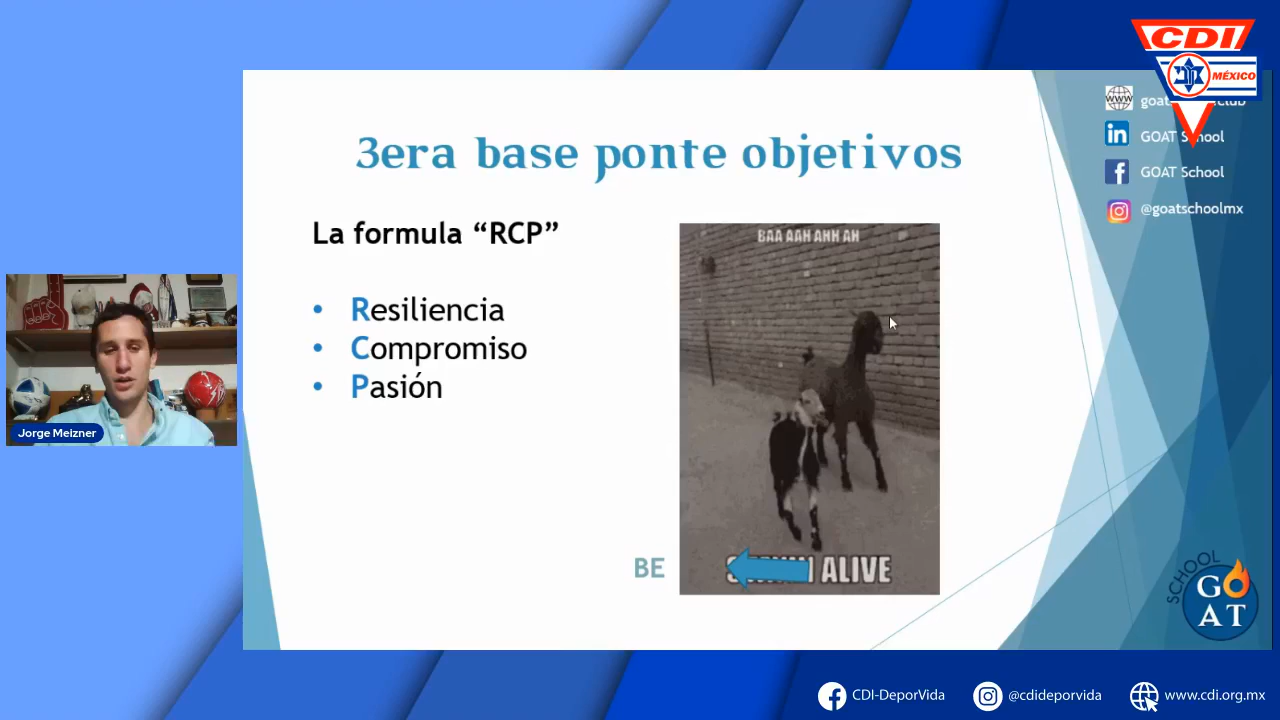 CDI
MÉXICO
www
GOAT School
GOAT School
@goatschoolmx
3era base ponte objetivos
La formula “RCP”
• Resiliencia
• Compromiso
• Pasión
BAA AAH AHH AH
BE
ALIVE
Jorge Meizner
SCHOOL
GO
AT
CDI-DeporVida
@cdideporvida
www.cdi.org.mx